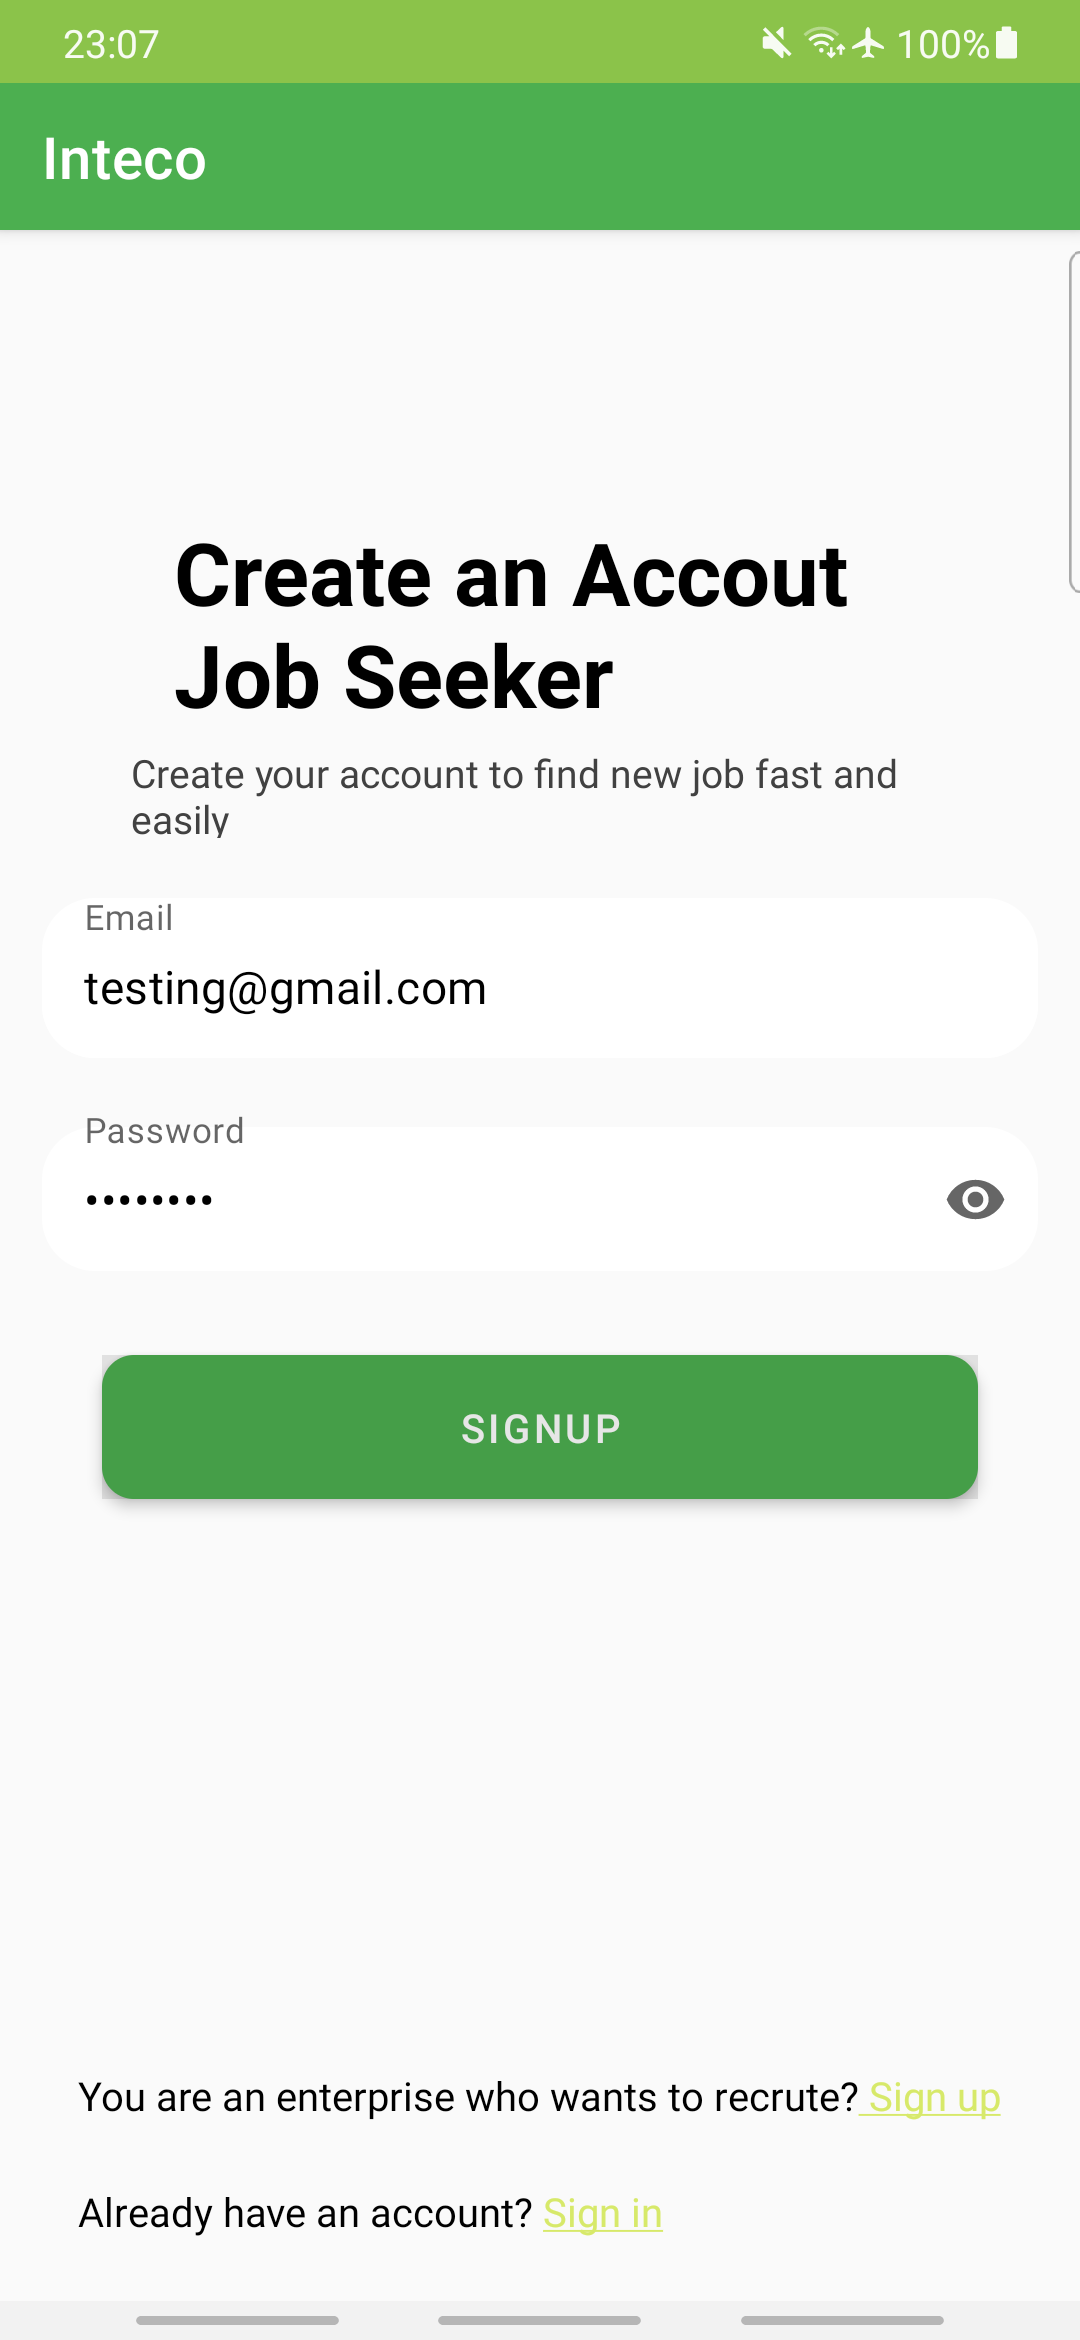 23:07
100%
Inteco
Create an Accout
Job Seeker
Create your account to find new job fast and
easily
Email
testing@gmail.com
Password
••••••••
SIGNUP
You are an enterprise who wants to recrute? Sign up
Already have an account? Sign in